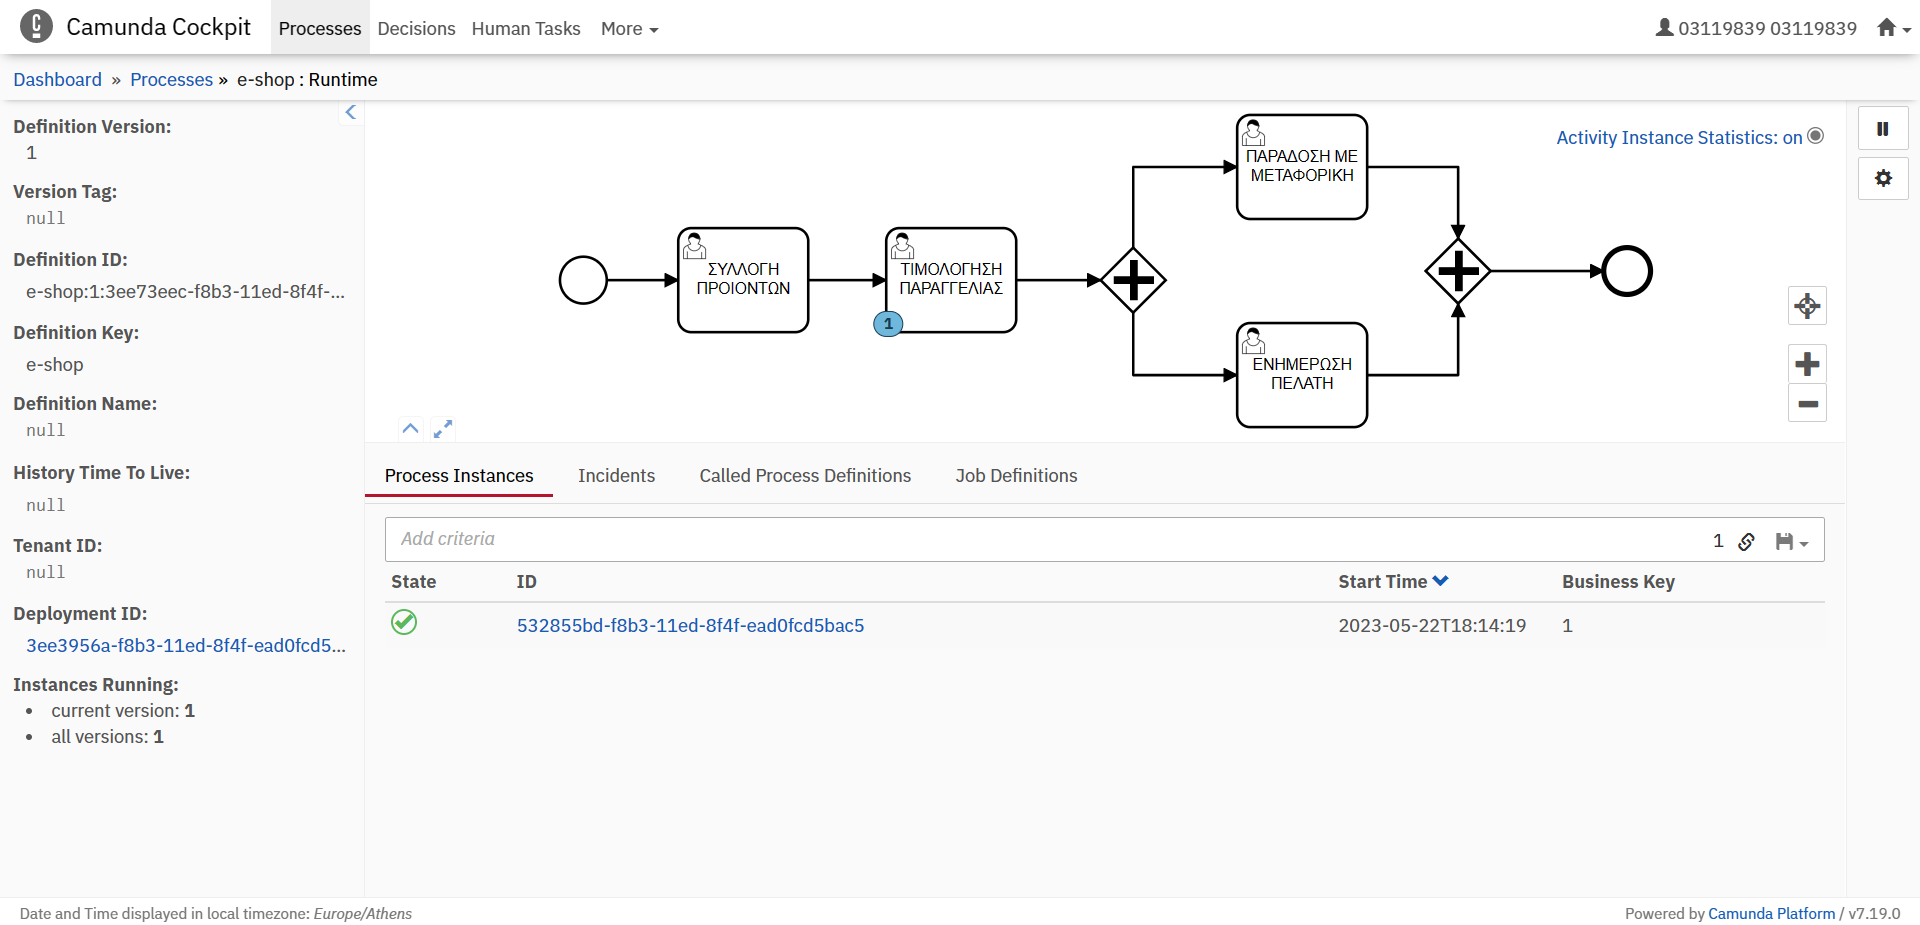 Camunda Cockpit
Processes
Decisions
Human Tasks
More
03119839 03119839
Dashboard » Processes » e-shop : Runtime
Definition Version:
1
Version Tag:
null
Definition ID:
e-shop:1:3ee73eec-f8b3-11ed-8f4f-...
Definition Key:
e-shop
Definition Name:
null
History Time To Live:
null
Tenant ID:
null
Deployment ID:
3ee3956a-f8b3-11ed-8f4f-ead0fcd5...
Instances Running:
• current version: 1
• all versions: 1
Activity Instance Statistics: on
ΣΥΛΛΟΓΗ
ΠΡΟΙΟΝΤΩΝ
ΤΙΜΟΛΟΓΗΣΗ
ΠΑΡΑΓΓΕΛΙΑΣ
1
ΠΑΡΑΔΟΣΗ ΜΕ
ΜΕΤΑΦΟΡΙΚΗ
ΕΝΗΜΕΡΩΣΗ
ΠΕΛΑΤΗ
Process Instances
Incidents
Called Process Definitions
Job Definitions
Add criteria
1
State
ID
Start Time
Business Key
532855bd-f8b3-11ed-8f4f-ead0fcd5bac5
2023-05-22T18:14:19
1
Date and Time displayed in local timezone: Europe/Athens
Powered by Camunda Platform / v7.19.0